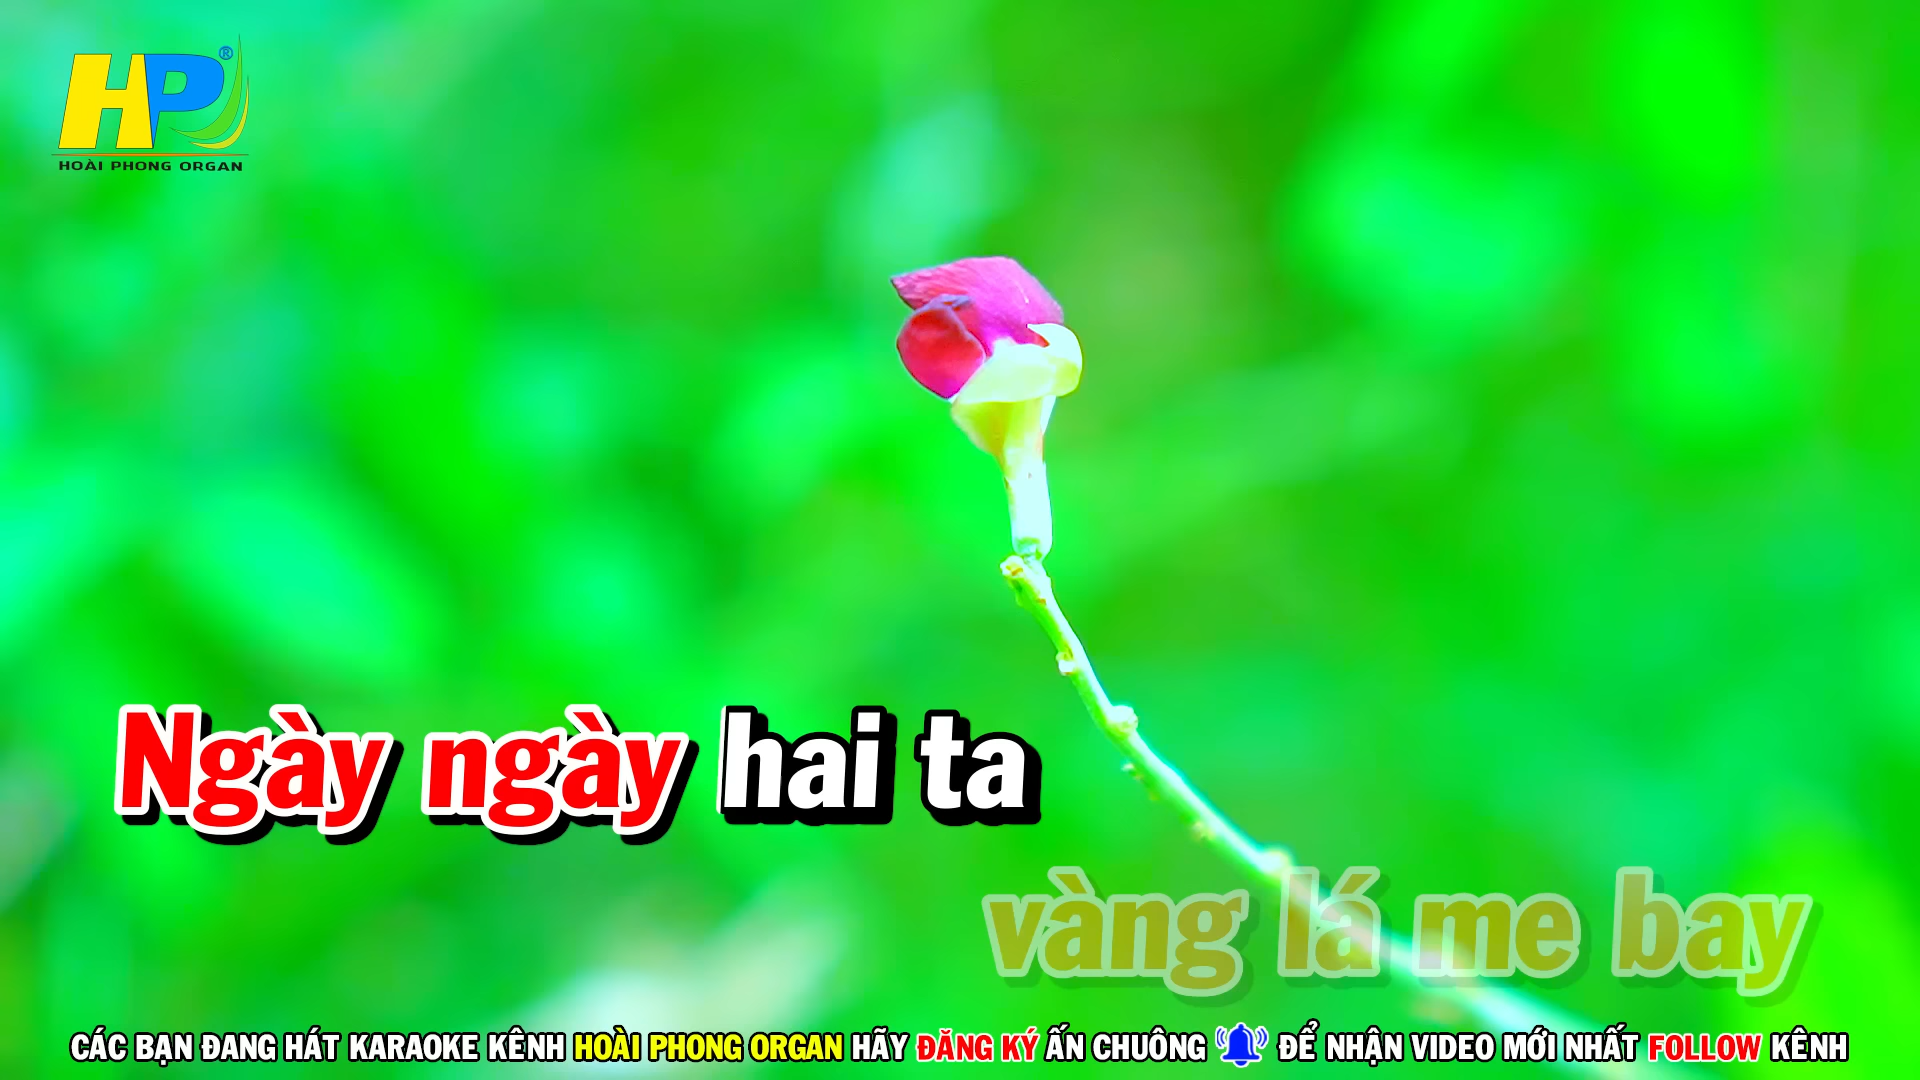 HP®
HOÀI PHONG ORGAN
Ngày ngày hai ta
vàng lá me bay
CÁC BẠN ĐANG HÁT KARAOKE KÊNH HOÀI PHONG ORGAN HÃY ĐĂNG KÝ ẤN CHUÔNG ĐỂ NHẬN VIDEO MỚI NHẤT FOLLOW KÊNH